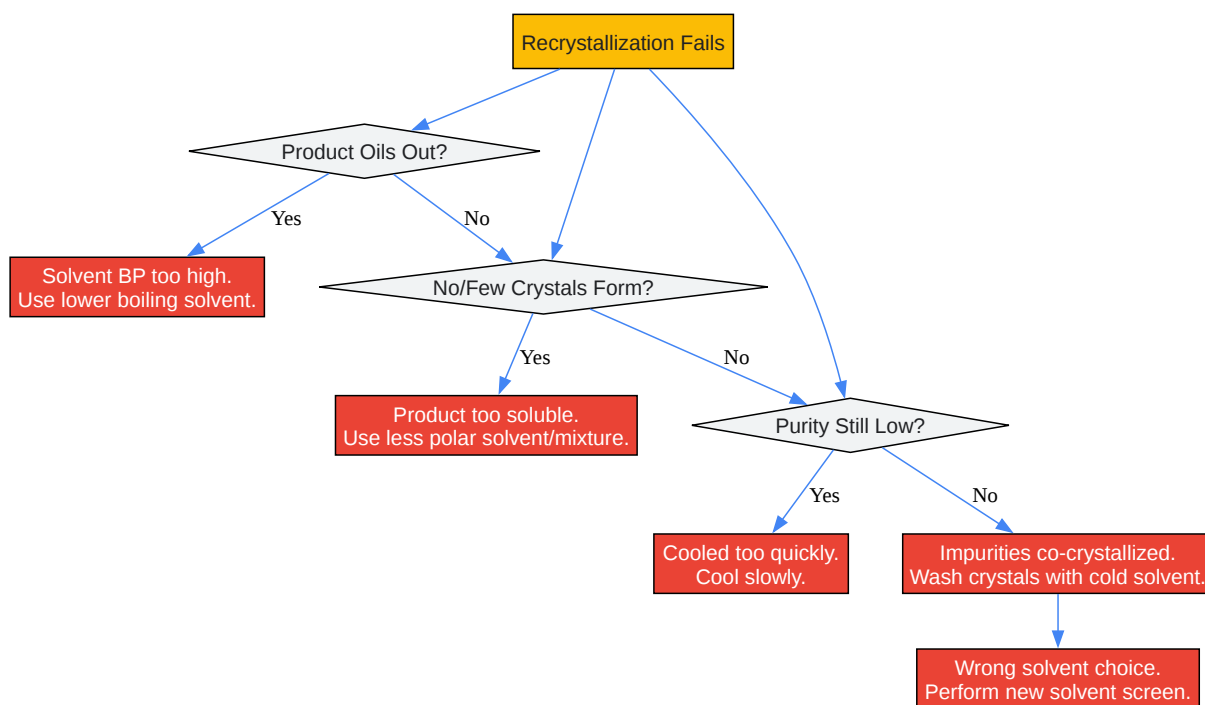 Recrystallization Fails
Product Oils Out?
Yes
No
Solvent BP too high.
Use lower boiling solvent.
No/Few Crystals Form?
Yes
No
Product too soluble.
Use less polar solvent/mixture.
Purity Still Low?
Yes
No
Cooled too quickly.
Cool slowly.
Impurities co-crystallized.
Wash crystals with cold solvent.
Wrong solvent choice.
Perform new solvent screen.